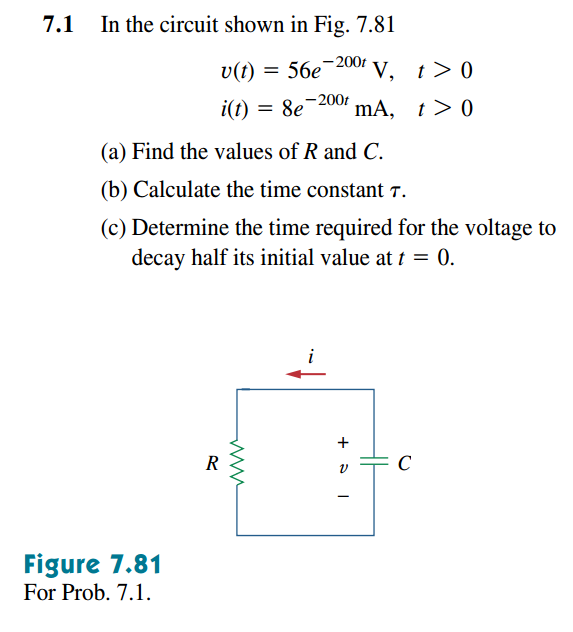 7.1 In the circuit shown in Fig. 7.81
v(t) = 56e^{-200t} V, t > 0
i(t) = 8e^{-200t} mA, t > 0
(a) Find the values of R and C.
(b) Calculate the time constant τ.
(c) Determine the time required for the voltage to
decay half its initial value at t = 0.
i
+
R v C
−
Figure 7.81
For Prob. 7.1.